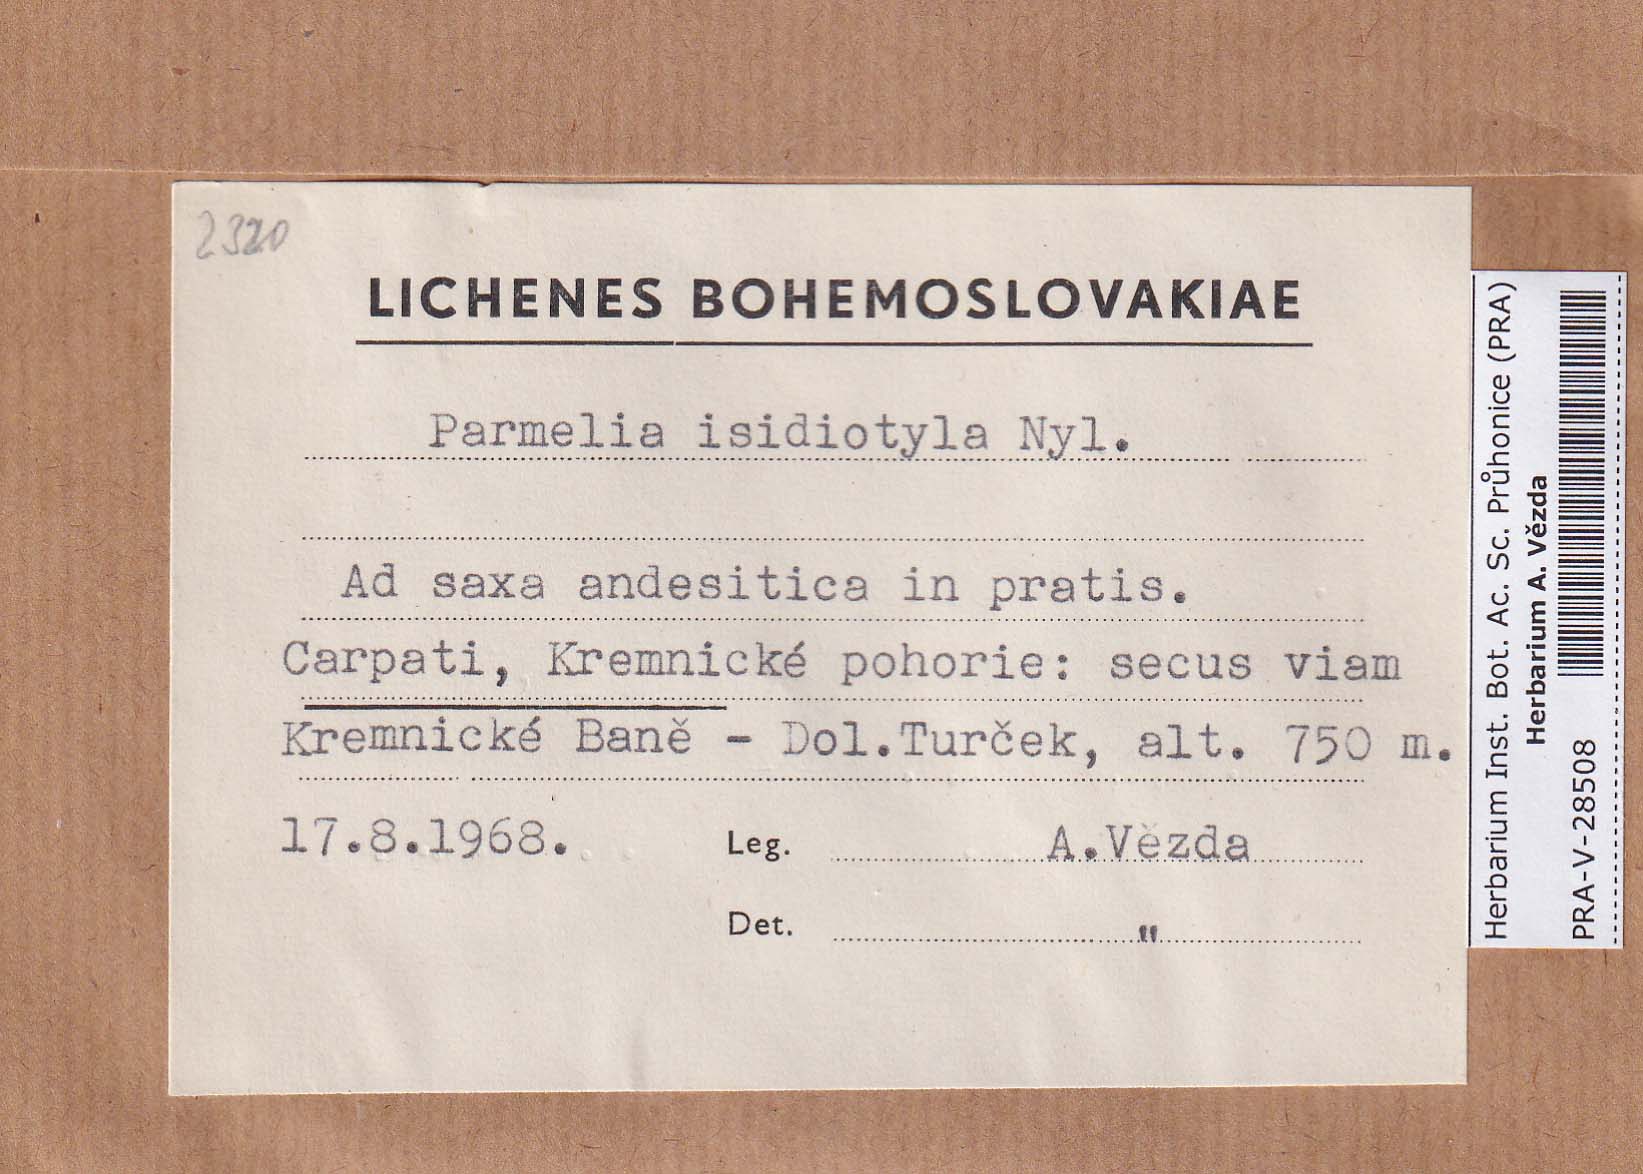 2320
LICHENES BOHEMOSLOVAKIAE
Parmelia isidiotyla Nyl.
Ad saxa andesitica in pratis.
Carpati, Kremnické pohorie: secus viam
Kremnické Baně - Dol.Turček, alt. 750 m.
17.8.1968. Leg. A.Vězda
Det. "
Herbarium Inst. Bot. Ac. Sc. Průhonice (PRA)
Herbarium A. Vězda
PRA-V-28508